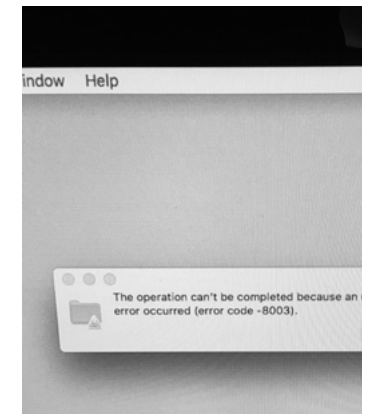 indow Help
The operation can't be completed because an
error occurred (error code -8003).